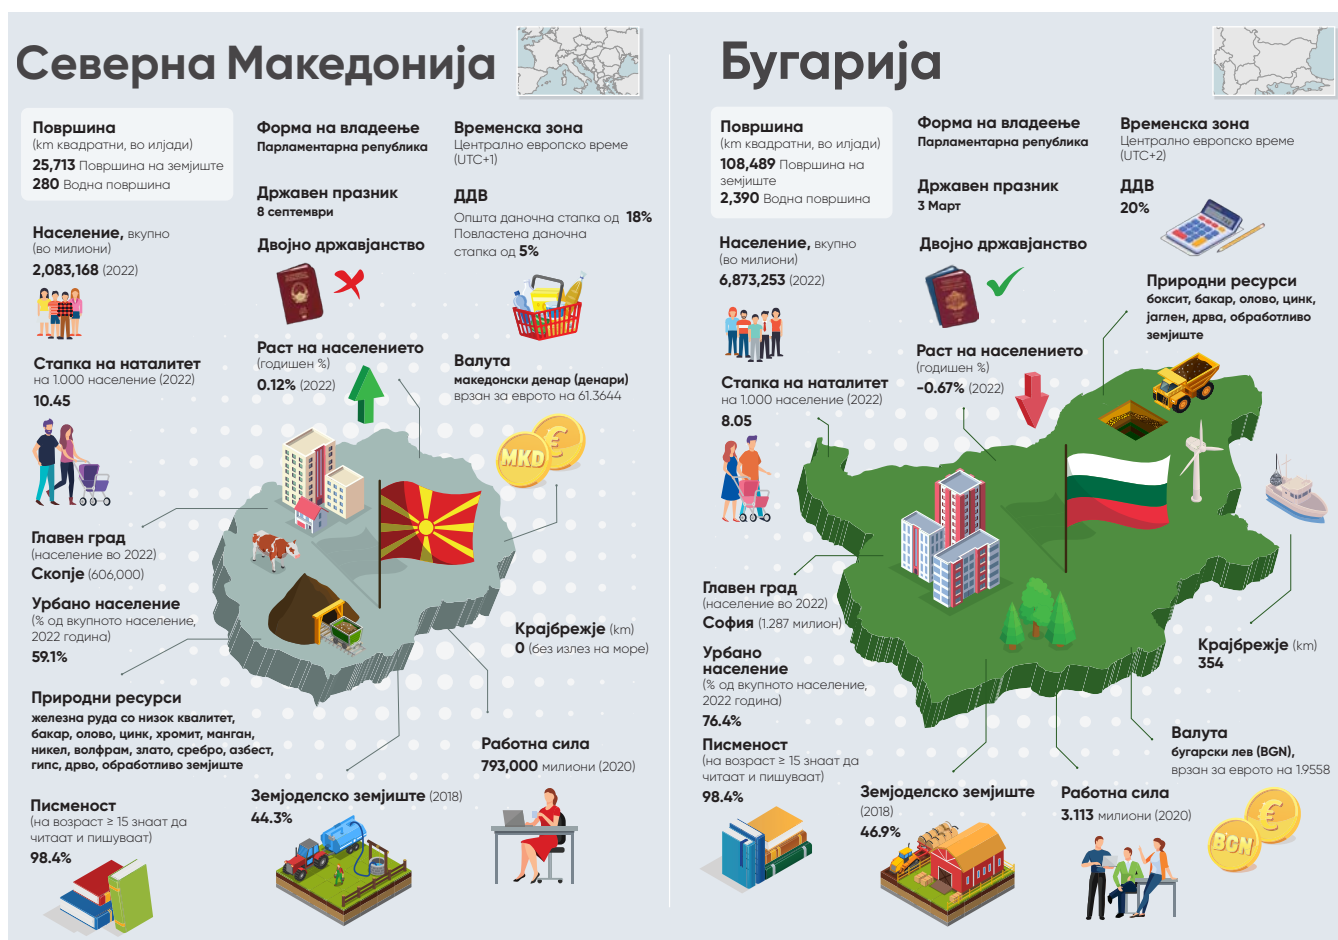 Северна Македонија
Површина
(km квадратни, во илјади)
25,713 Површина на земјиште
280 Водна површина
Население, вкупно
(во милиони)
2,083,168 (2022)
Стапка на наталитет
на 1.000 население (2022)
10.45
Форма на владеење
Парламентарна република
Државен празник
8 септември
Двојно државјанство
Раст на населението
(годишен %)
0.12% (2022)
Временска зона
Централно европско време
(UTC+1)
ДДВ
Општа даночна стапка од 18%
Повластена даночна
стапка од 5%
Валута
македонски денар (денари)
врзан за еврото на 61.3644
MKD
€
Главен град
(население во 2022)
Скопје (606,000)
Урбано население
(% од вкупното население,
2022 година)
59.1%
Природни ресурси
железна руда со низок квалитет,
бакар, олово, цинк, хромит, манган,
никел, волфрам, злато, сребро, азбест,
гипс, дрво, обработливо земјиште
Писменост
(на возраст ≥ 15 знаат да
читаат и пишуваат)
98.4%
Земјоделско земјиште (2018)
44.3%
Крајбрежје (km)
0 (без излез на море)
Работна сила
793,000 милиони (2020)
Бугарија
Површина
(km квадратни, во илјади)
108,489 Површина на
земјиште
2,390 Водна површина
Население, вкупно
(во милиони)
6,873,253 (2022)
Стапка на наталитет
на 1.000 население (2022)
8.05
Форма на владеење
Парламентарна република
Државен празник
3 Март
Двојно државјанство
Раст на населението
(годишен %)
-0.67% (2022)
Временска зона
Централно европско време
(UTC+2)
ДДВ
20%
Природни ресурси
боксит, бакар, олово, цинк,
јаглен, дрва, обработливо
земјиште
Главен град
(население во 2022)
Софија (1.287 милион)
Урбано
население
(% од вкупното население,
2022 година)
76.4%
Писменост
(на возраст ≥ 15 знаат да
читаат и пишуваат)
98.4%
Земјоделско земјиште
(2018)
46.9%
Крајбрежје (km)
354
Валута
бугарски лев (BGN),
врзан за еврото на 1.9558
Работна сила
3.113 милиони (2020)
BGN
€